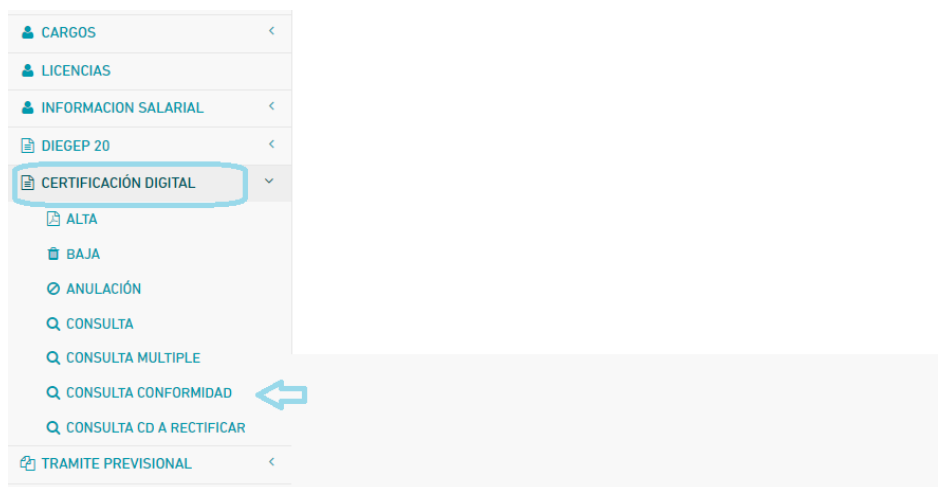 CARGOS
LICENCIAS
INFORMACION SALARIAL
DIEGEP 20
CERTIFICACIÓN DIGITAL
ALTA
BAJA
ANULACIÓN
CONSULTA
CONSULTA MULTIPLE
CONSULTA CONFORMIDAD
CONSULTA CD A RECTIFICAR
TRAMITE PREVISIONAL